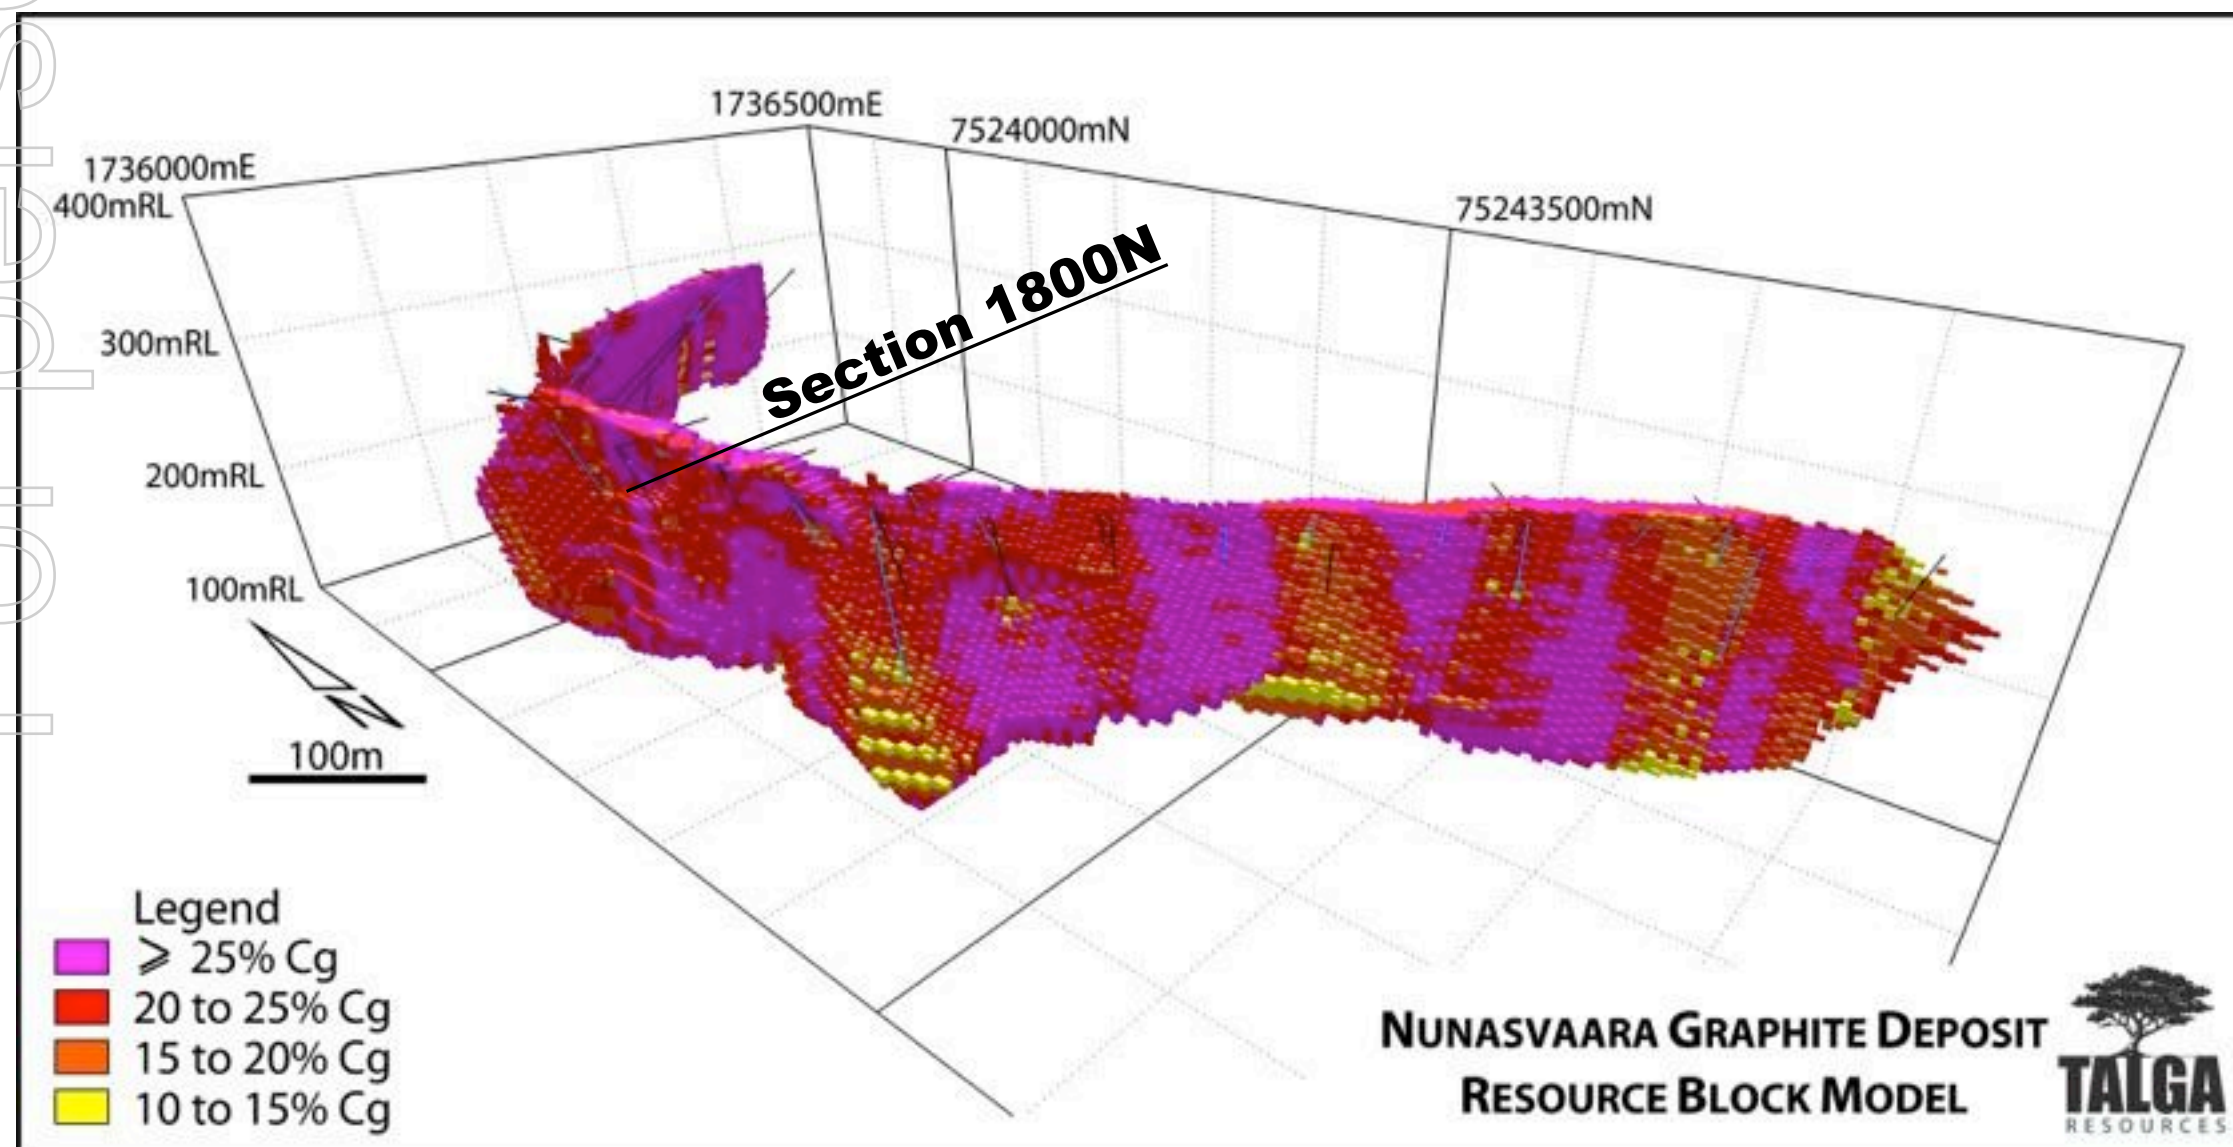 1736500mE
7524000mN
1736000mE
400mRL
75243500mN
Section 1800N
300mRL
200mRL
100mRL
N
100m
Legend
⩾ 25% Cg
20 to 25% Cg
15 to 20% Cg
10 to 15% Cg
NUNASVAARA GRAPHITE DEPOSIT
RESOURCE BLOCK MODEL
TALGA
RESOURCES